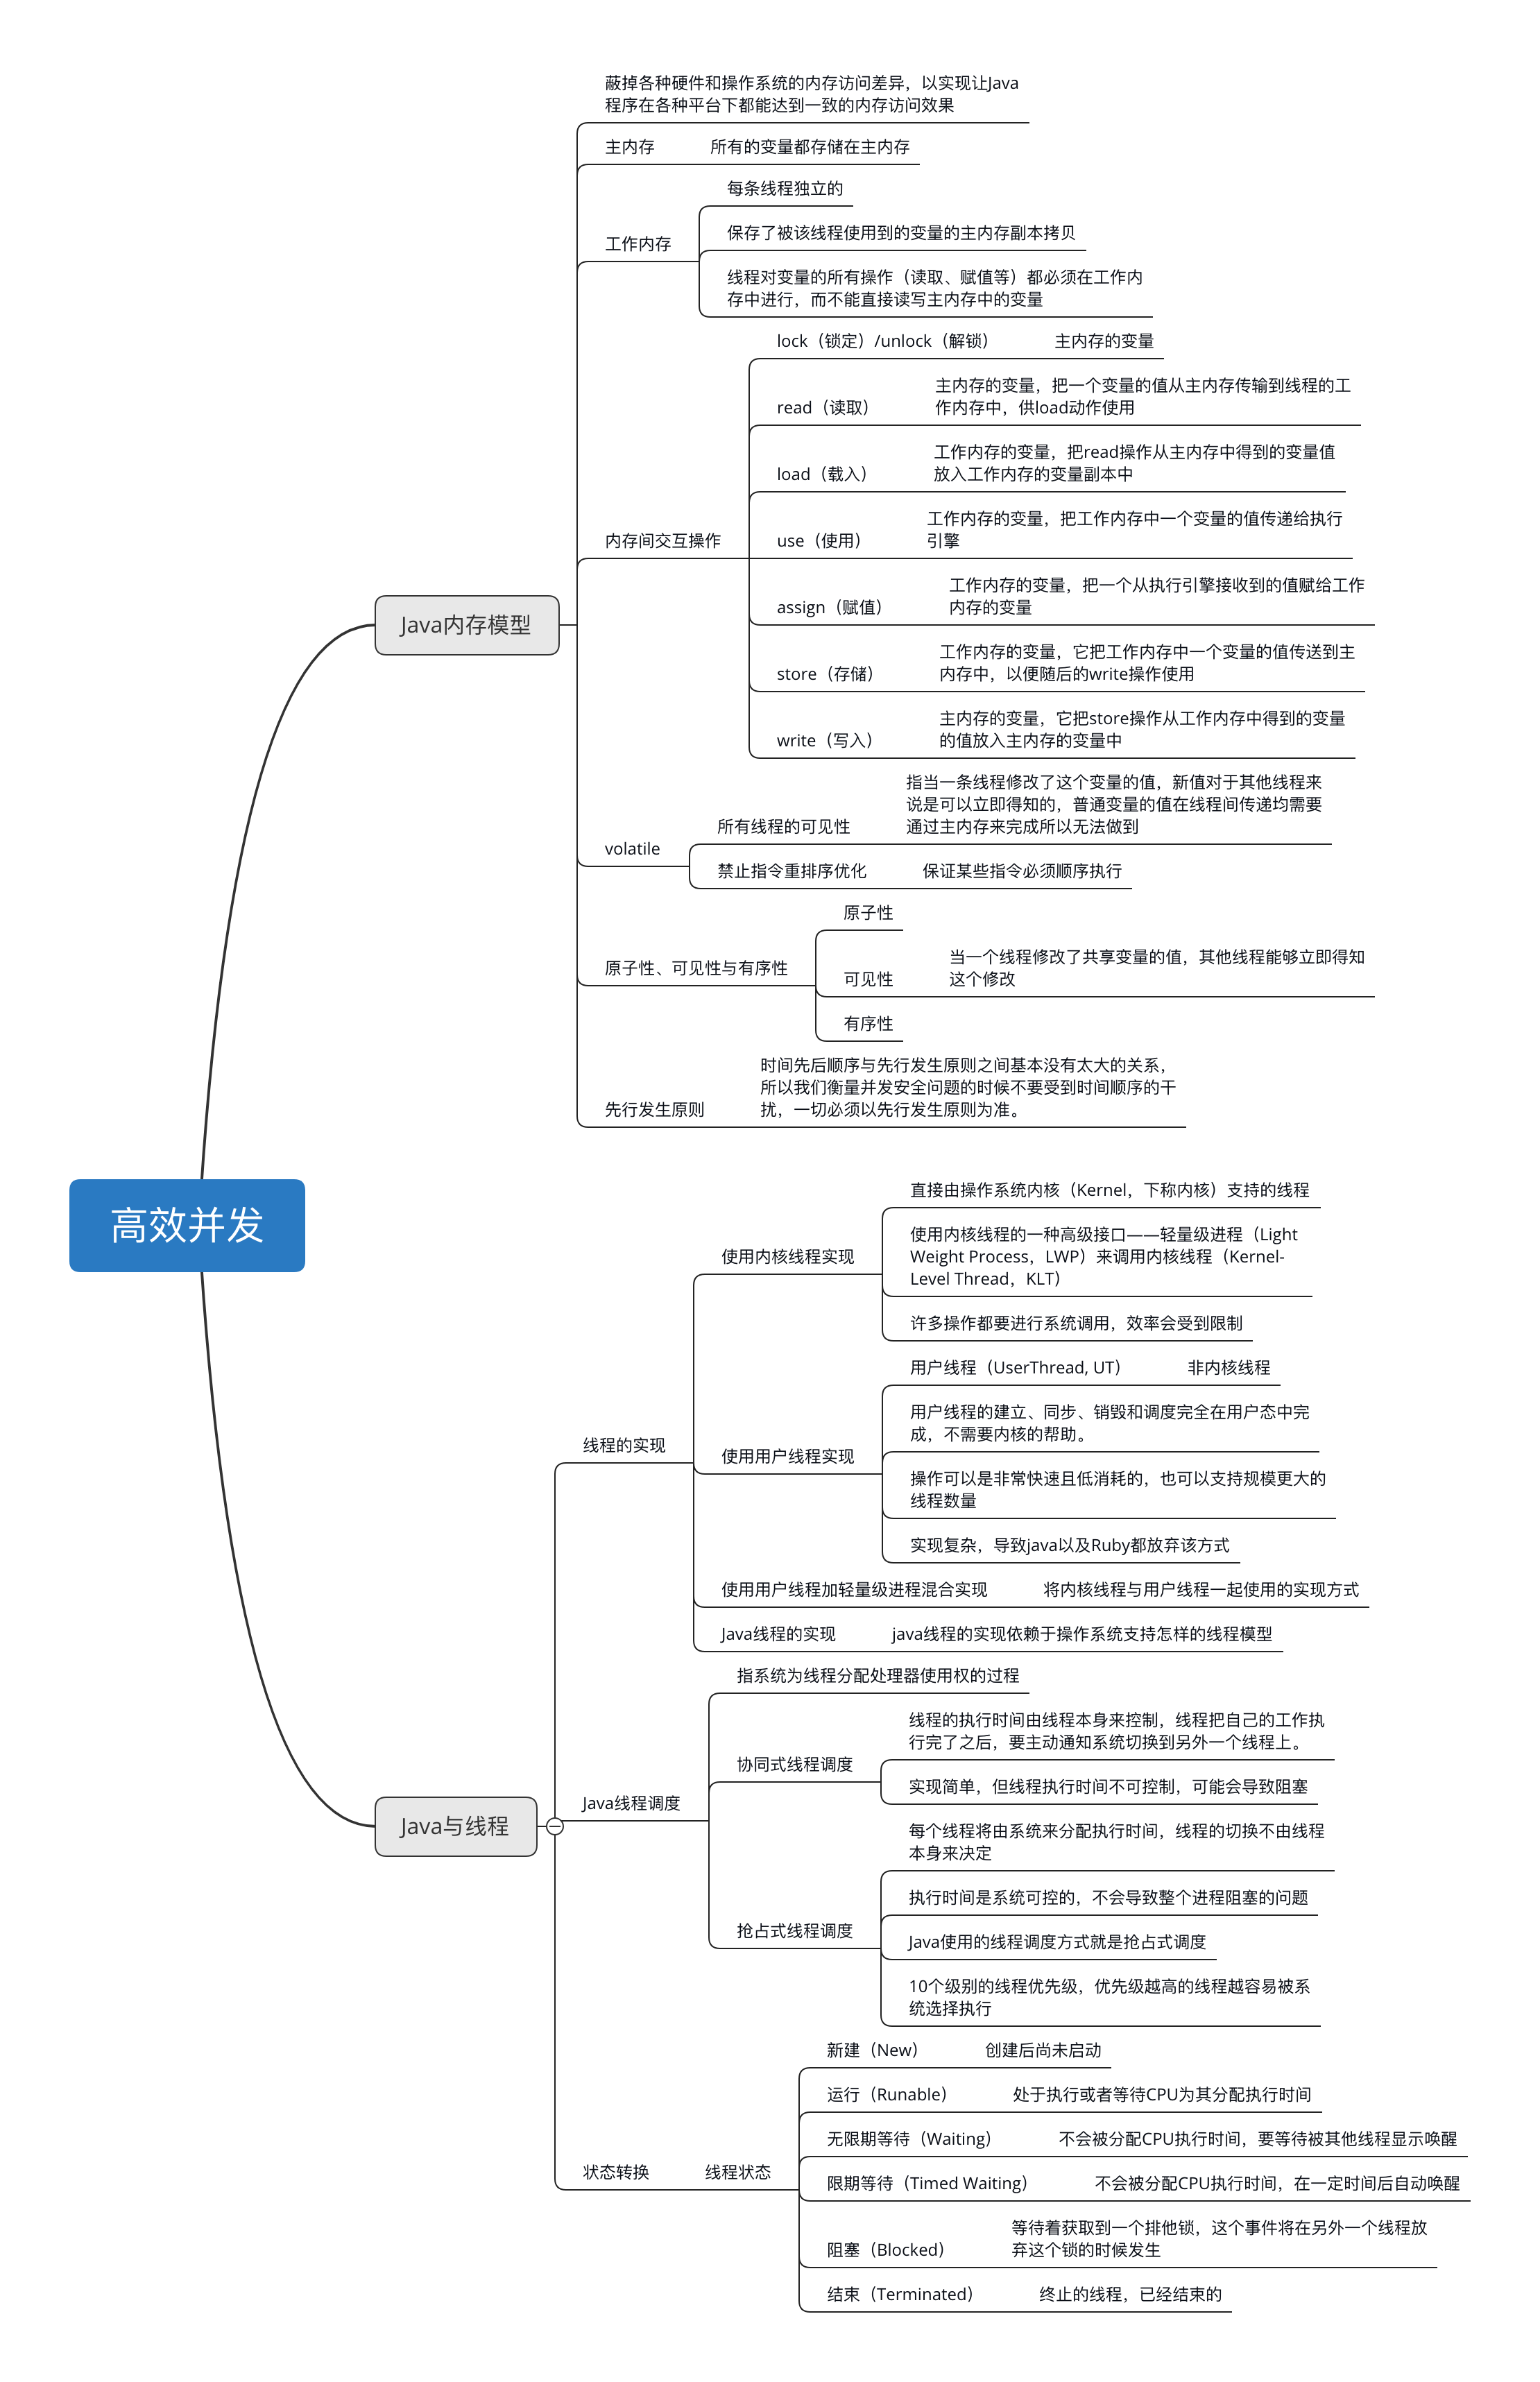 高效并发
Java内存模型
蔽掉各种硬件和操作系统的内存访问差异，以实现让Java
程序在各种平台下都能达到一致的内存访问效果
主内存
所有的变量都存储在主内存
工作内存
每条线程独立的
保存了被该线程使用到的变量的主内存副本拷贝
线程对变量的所有操作（读取、赋值等）都必须在工作内
存中进行，而不能直接读写主内存中的变量
内存间交互操作
lock（锁定）/unlock（解锁）
主内存的变量
read（读取）
主内存的变量，把一个变量的值从主内存传输到线程的工
作内存中，供load动作使用
load（载入）
工作内存的变量，把read操作从主内存中得到的变量值
放入工作内存的变量副本中
use（使用）
工作内存的变量，把工作内存中一个变量的值传递给执行
引擎
assign（赋值）
工作内存的变量，把一个从执行引擎接收到的值赋给工作
内存的变量
store（存储）
工作内存的变量，它把工作内存中一个变量的值传送到主
内存中，以便随后的write操作使用
write（写入）
主内存的变量，它把store操作从工作内存中得到的变量
的值放入主内存的变量中
volatile
所有线程的可见性
指当一条线程修改了这个变量的值，新值对于其他线程来
说是可以立即得知的，普通变量的值在线程间传递均需要
通过主内存来完成所以无法做到
禁止指令重排序优化
保证某些指令必须顺序执行
原子性、可见性与有序性
原子性
可见性
当一个线程修改了共享变量的值，其他线程能够立即得知
这个修改
有序性
先行发生原则
时间先后顺序与先行发生原则之间基本没有太大的关系，
所以我们衡量并发安全问题的时候不要受到时间顺序的干
扰，一切必须以先行发生原则为准。
Java与线程
线程的实现
使用内核线程实现
直接由操作系统内核（Kernel，下称内核）支持的线程
使用内核线程的一种高级接口——轻量级进程（Light
Weight Process，LWP）来调用内核线程（Kernel-
Level Thread，KLT）
许多操作都要进行系统调用，效率会受到限制
使用用户线程实现
用户线程（UserThread, UT）
非内核线程
用户线程的建立、同步、销毁和调度完全在用户态中完
成，不需要内核的帮助。
操作可以是非常快速且低消耗的，也可以支持规模更大的
线程数量
实现复杂，导致java以及Ruby都放弃该方式
使用用户线程加轻量级进程混合实现
将内核线程与用户线程一起使用的实现方式
Java线程的实现
java线程的实现依赖于操作系统支持怎样的线程模型
Java线程调度
指系统为线程分配处理器使用权的过程
协同式线程调度
线程的执行时间由线程本身来控制，线程把自己的工作执
行完了之后，要主动通知系统切换到另外一个线程上。
实现简单，但线程执行时间不可控制，可能会导致阻塞
抢占式线程调度
每个线程将由系统来分配执行时间，线程的切换不由线程
本身来决定
执行时间是系统可控的，不会导致整个进程阻塞的问题
Java使用的线程调度方式就是抢占式调度
10个级别的线程优先级，优先级越高的线程越容易被系
统选择执行
状态转换
线程状态
新建（New）
创建后尚未启动
运行（Runable）
处于执行或者等待CPU为其分配执行时间
无限期等待（Waiting）
不会被分配CPU执行时间，要等待被其他线程显示唤醒
限期等待（Timed Waiting）
不会被分配CPU执行时间，在一定时间后自动唤醒
阻塞（Blocked）
等待着获取到一个排他锁，这个事件将在另外一个线程放
弃这个锁的时候发生
结束（Terminated）
终止的线程，已经结束的